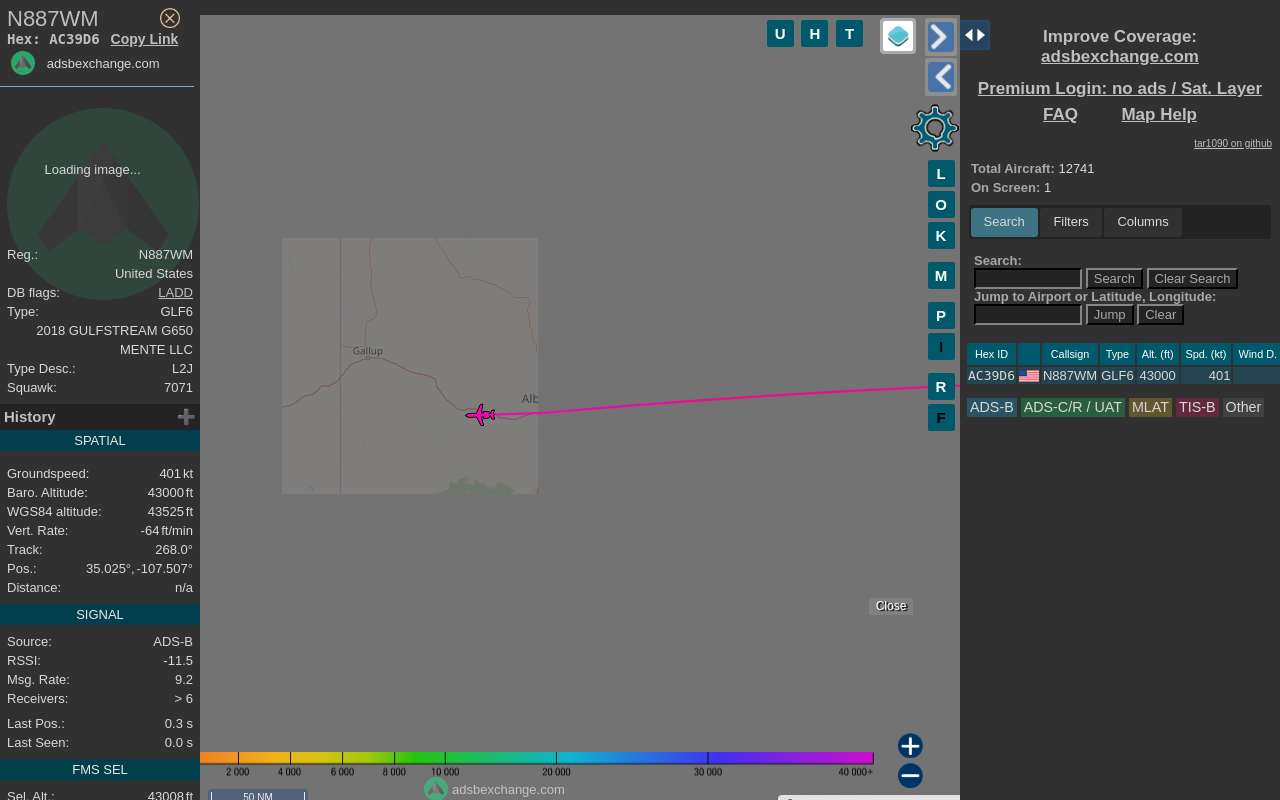 N887WM
Hex: AC39D6 Copy Link
adsbexchange.com
Loading image...
Reg.: N887WM
United States
DB flags: LADD
Type: GLF6
2018 GULFSTREAM G650
MENTE LLC
Type Desc.: L2J
Squawk: 7071
History
SPATIAL
Groundspeed: 401 kt
Baro. Altitude: 43000 ft
WGS84 altitude: 43525 ft
Vert. Rate: -64 ft/min
Track: 268.0°
Pos.: 35.025°, -107.507°
Distance: n/a
SIGNAL
Source: ADS-B
RSSI: -11.5
Msg. Rate: 9.2
Receivers: > 6
Last Pos.: 0.3 s
Last Seen: 0.0 s
FMS SEL
Sel. Alt.: 43008 ft
U H T
L
O
K
M
P
I
R
F
Gallup
Alb
Close
2 000 4 000 6 000 8 000 10 000 20 000 30 000 40 000+
adsbexchange.com
50 NM
Improve Coverage:
adsbexchange.com
Premium Login: no ads / Sat. Layer
FAQ Map Help
tar1090 on github
Total Aircraft: 12741
On Screen: 1
Search Filters Columns
Search:
Search Clear Search
Jump to Airport or Latitude, Longitude:
Jump Clear
Hex ID Callsign Type Alt. (ft) Spd. (kt) Wind D.
AC39D6 N887WM GLF6 43000 401
ADS-B ADS-C/R / UAT MLAT TIS-B Other